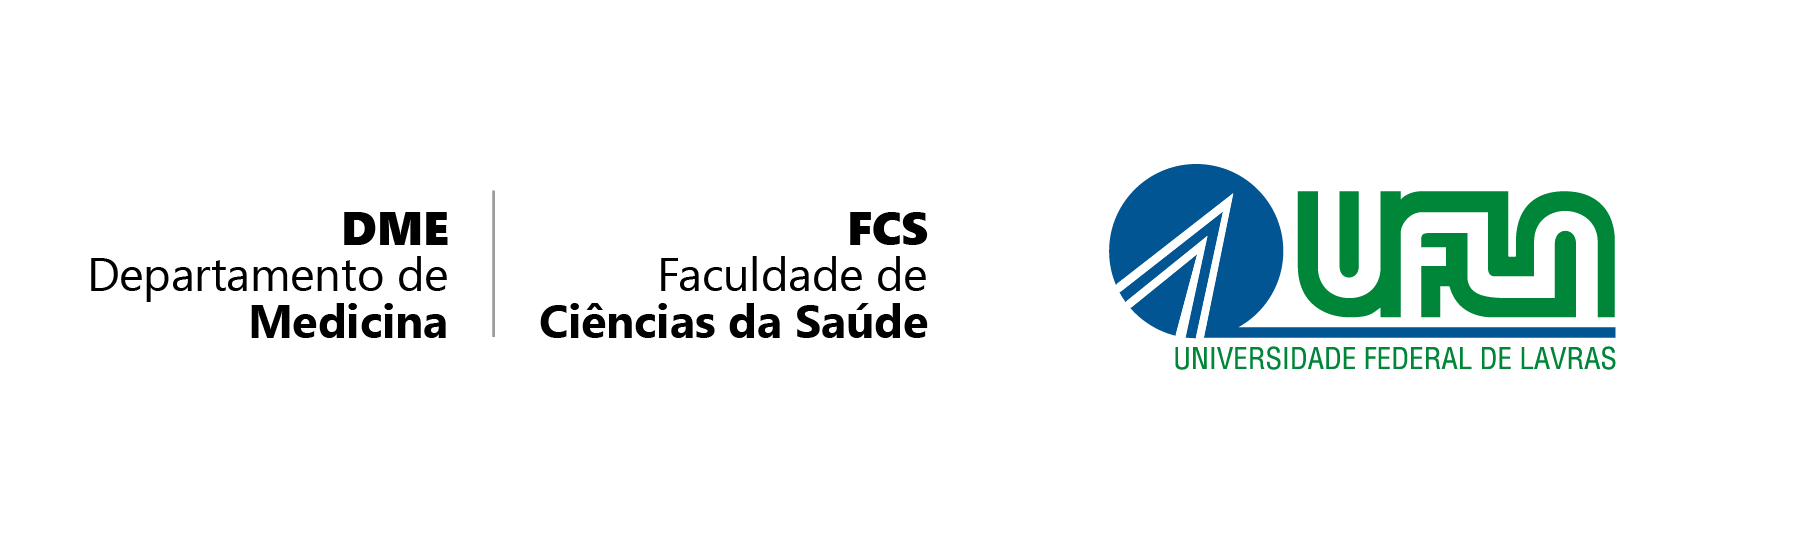 DME
Departamento de
Medicina
FCS
Faculdade de
Ciências da Saúde
UFLA
UNIVERSIDADE FEDERAL DE LAVRAS